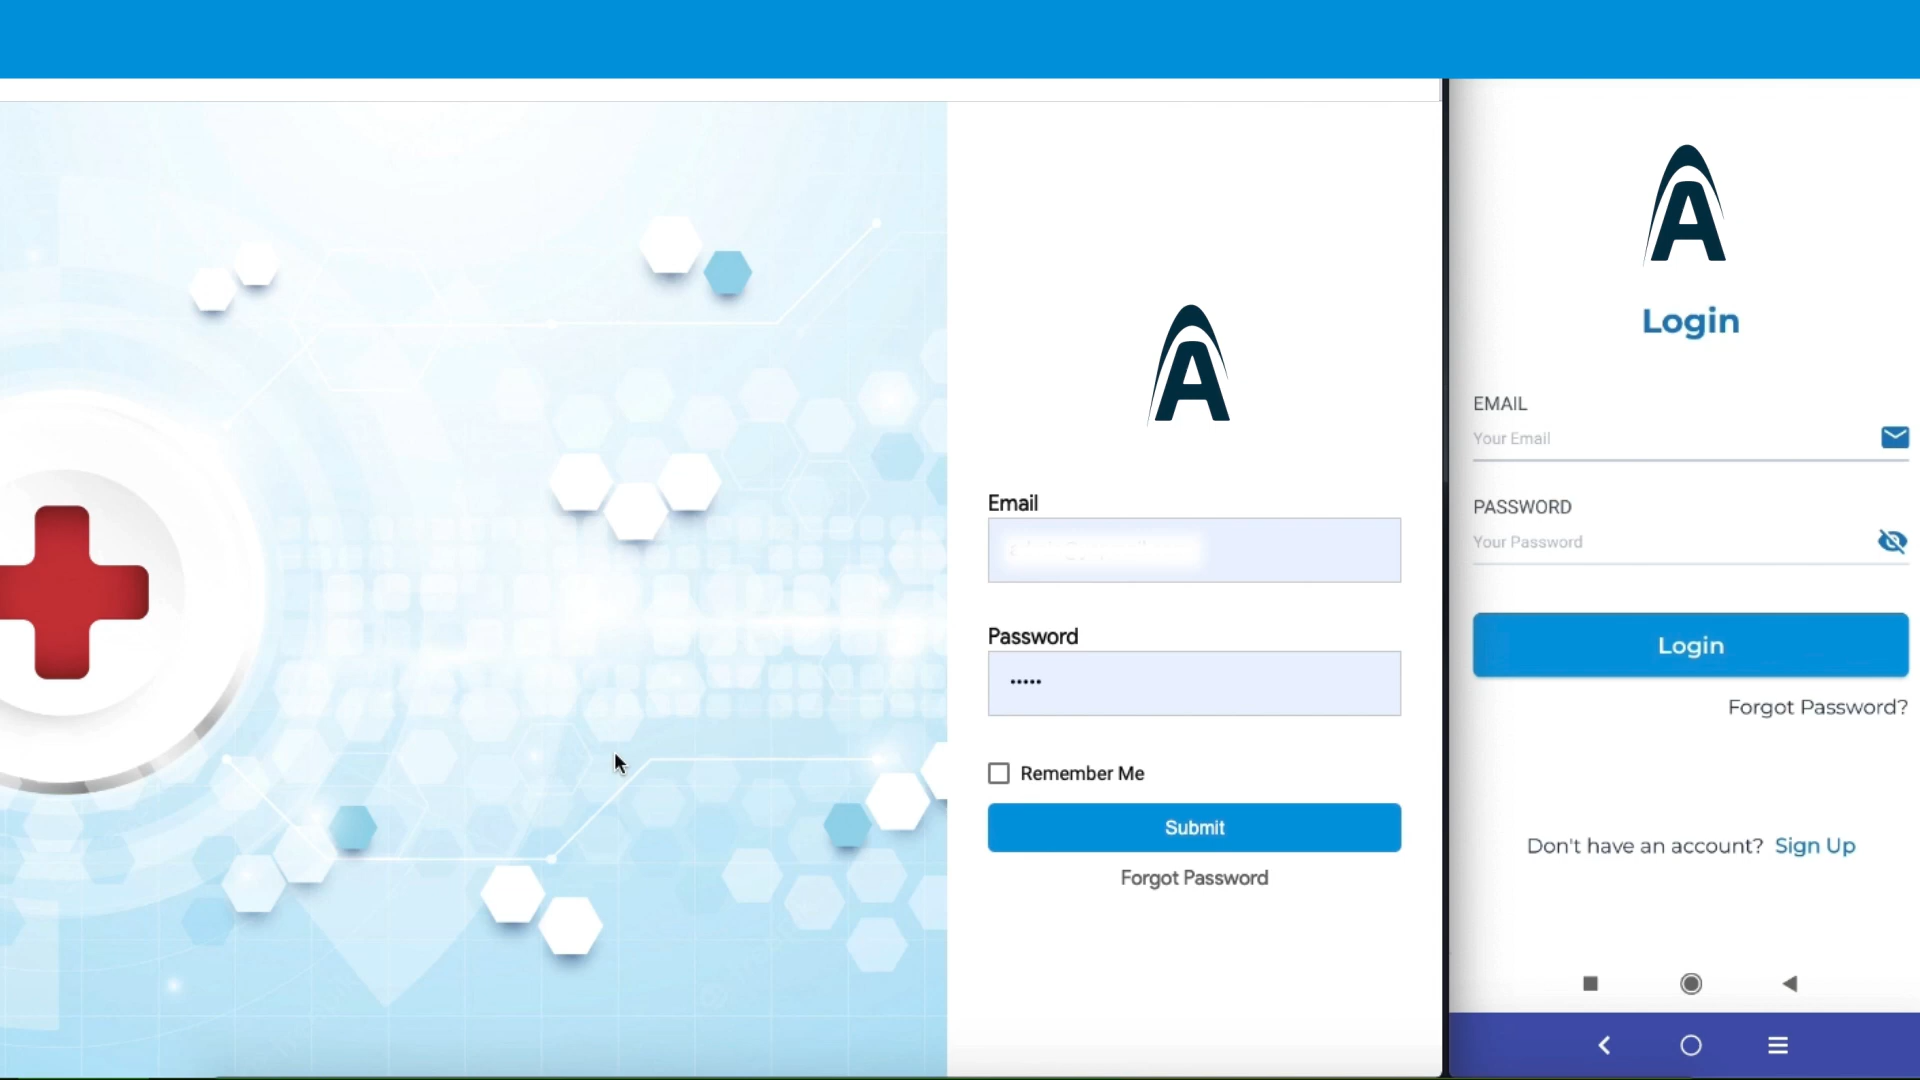 A
Email
Password
•••••
Remember Me
Submit
Forgot Password
A
Login
EMAIL
Your Email
PASSWORD
Your Password
Login
Forgot Password?
Don't have an account? Sign Up